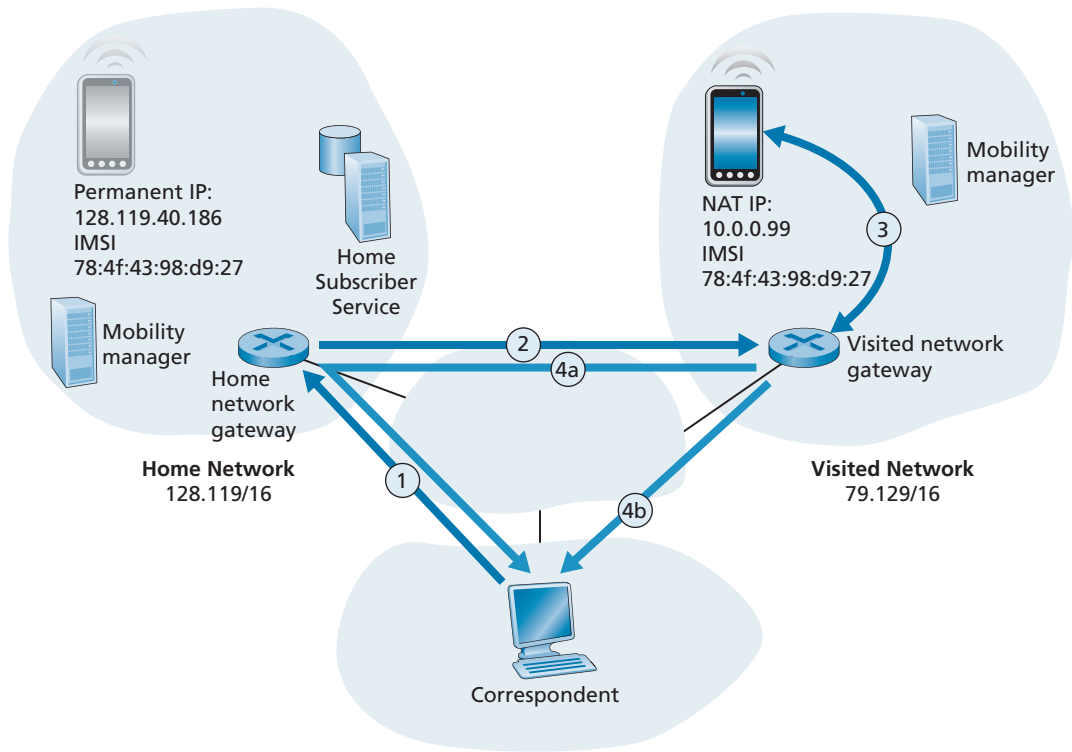 Permanent IP:
128.119.40.186
IMSI
78:4f:43:98:d9:27
Home
Subscriber
Service
Mobility
manager
Home
network
gateway
Home Network
128.119/16
NAT IP:
10.0.0.99
IMSI
78:4f:43:98:d9:27
Mobility
manager
3
Visited network
gateway
Visited Network
79.129/16
2
4a
1
4b
Correspondent